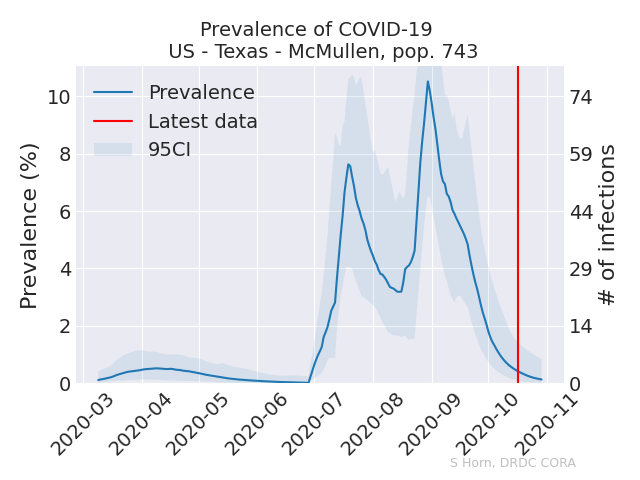 Prevalence of COVID-19
US - Texas - McMullen, pop. 743
Prevalence (%)
10
8
6
4
2
0
Prevalence
Latest data
95CI
74
59
44
29
14
0
# of infections
2020-03
2020-04
2020-05
2020-06
2020-07
2020-08
2020-09
2020-10
2020-11
S Horn, DRDC CORA